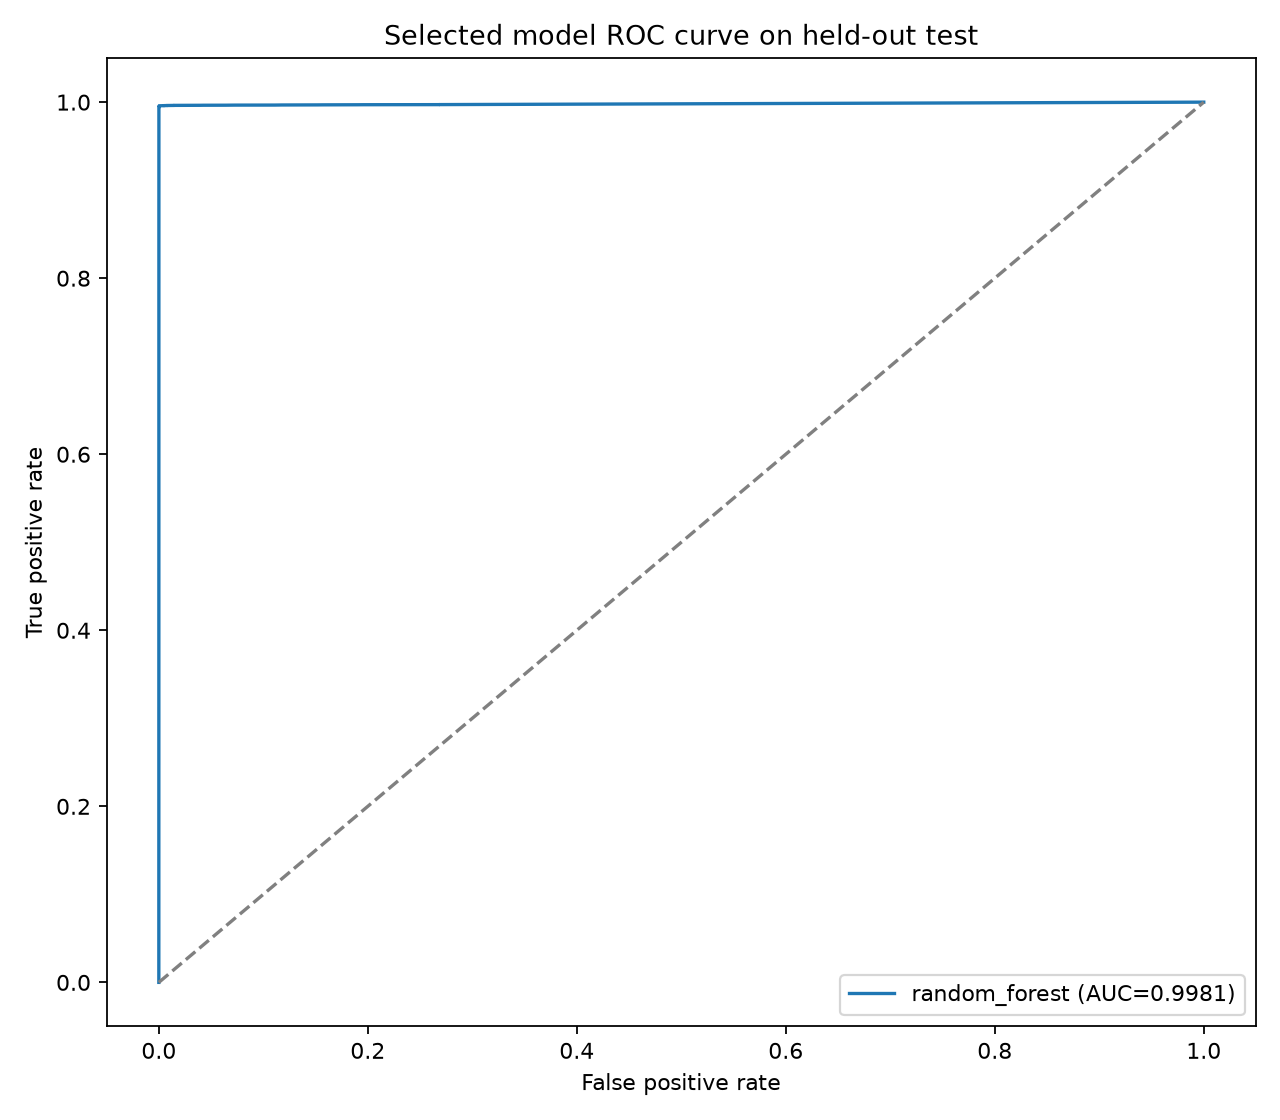 Selected model ROC curve on held-out test
True positive rate
1.0
0.8
0.6
0.4
0.2
0.0
random_forest (AUC=0.9981)
0.0 0.2 0.4 0.6 0.8 1.0
False positive rate